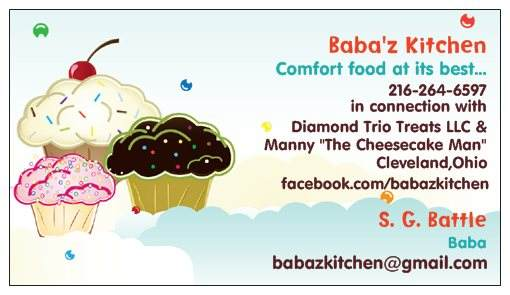 Baba'z Kitchen
Comfort food at its best...
216-264-6597
in connection with
Diamond Trio Treats LLC &
Manny "The Cheesecake Man"
Cleveland,Ohio
facebook.com/babazkitchen
S. G. Battle
Baba
babazkitchen@gmail.com